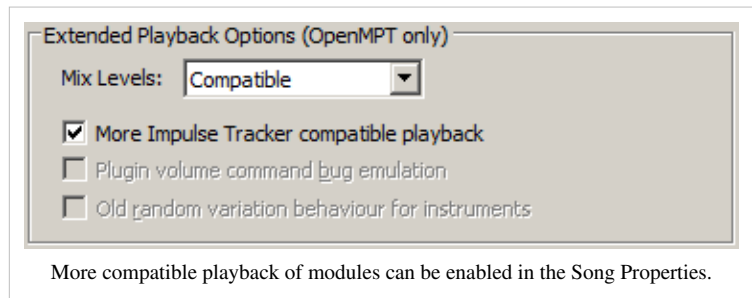 Extended Playback Options (OpenMPT only)
Mix Levels: Compatible
More Impulse Tracker compatible playback
Plugin volume command bug emulation
Old random variation behaviour for instruments
More compatible playback of modules can be enabled in the Song Properties.